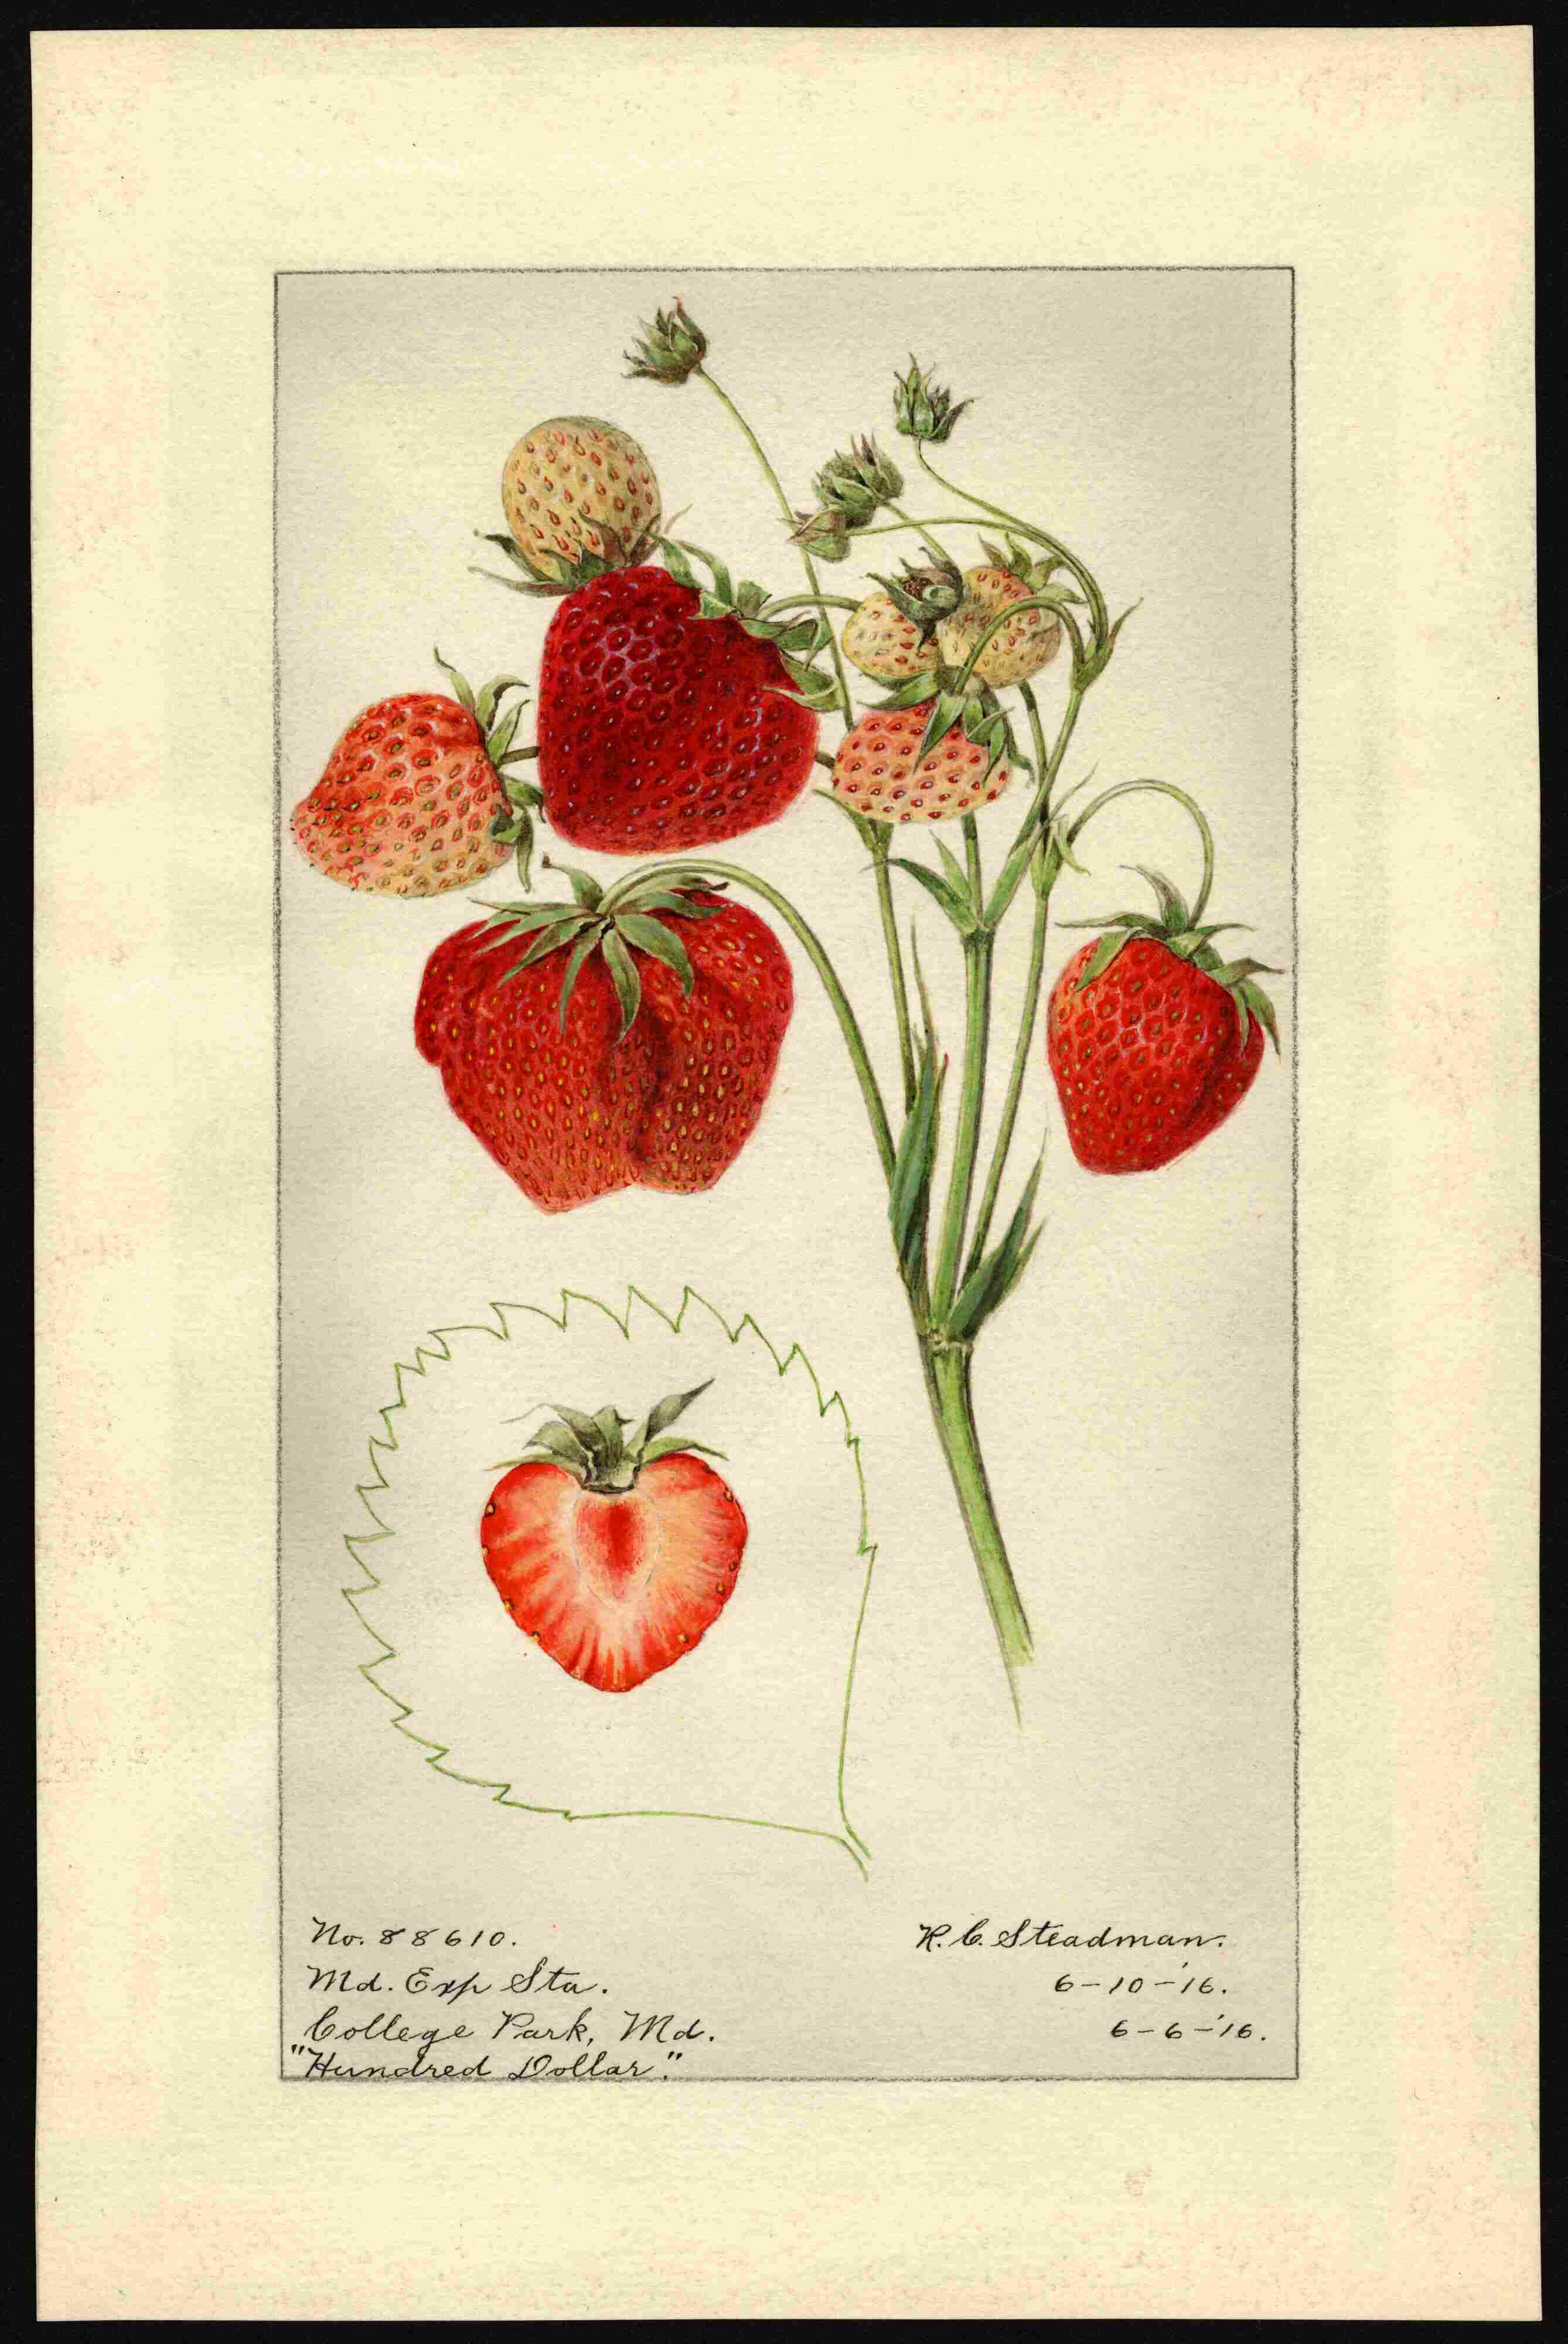 No. 88610.
Md. Exp Sta.
College Park, Md.
"Hundred Dollar."
R. C. Steadman.
6-10-'16.
6-6-'16.